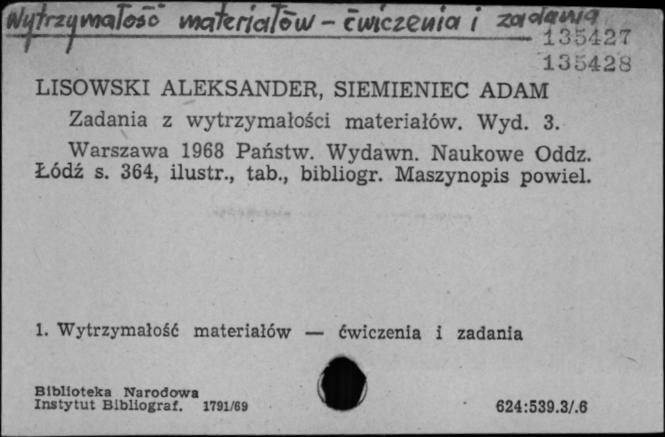 Wytrzymałość materiałów - ćwiczenia i zadania
135427
135428
LISOWSKI ALEKSANDER, SIEMIENIEC ADAM
Zadania z wytrzymałości materiałów. Wyd. 3.
Warszawa 1968 Państw. Wydawn. Naukowe Oddz.
Łódź s. 364, ilustr., tab., bibliogr. Maszynopis powiel.
1. Wytrzymałość materiałów — ćwiczenia i zadania
Biblioteka Narodowa
Instytut Bibliograf. 1791/69
624:539.3/.6